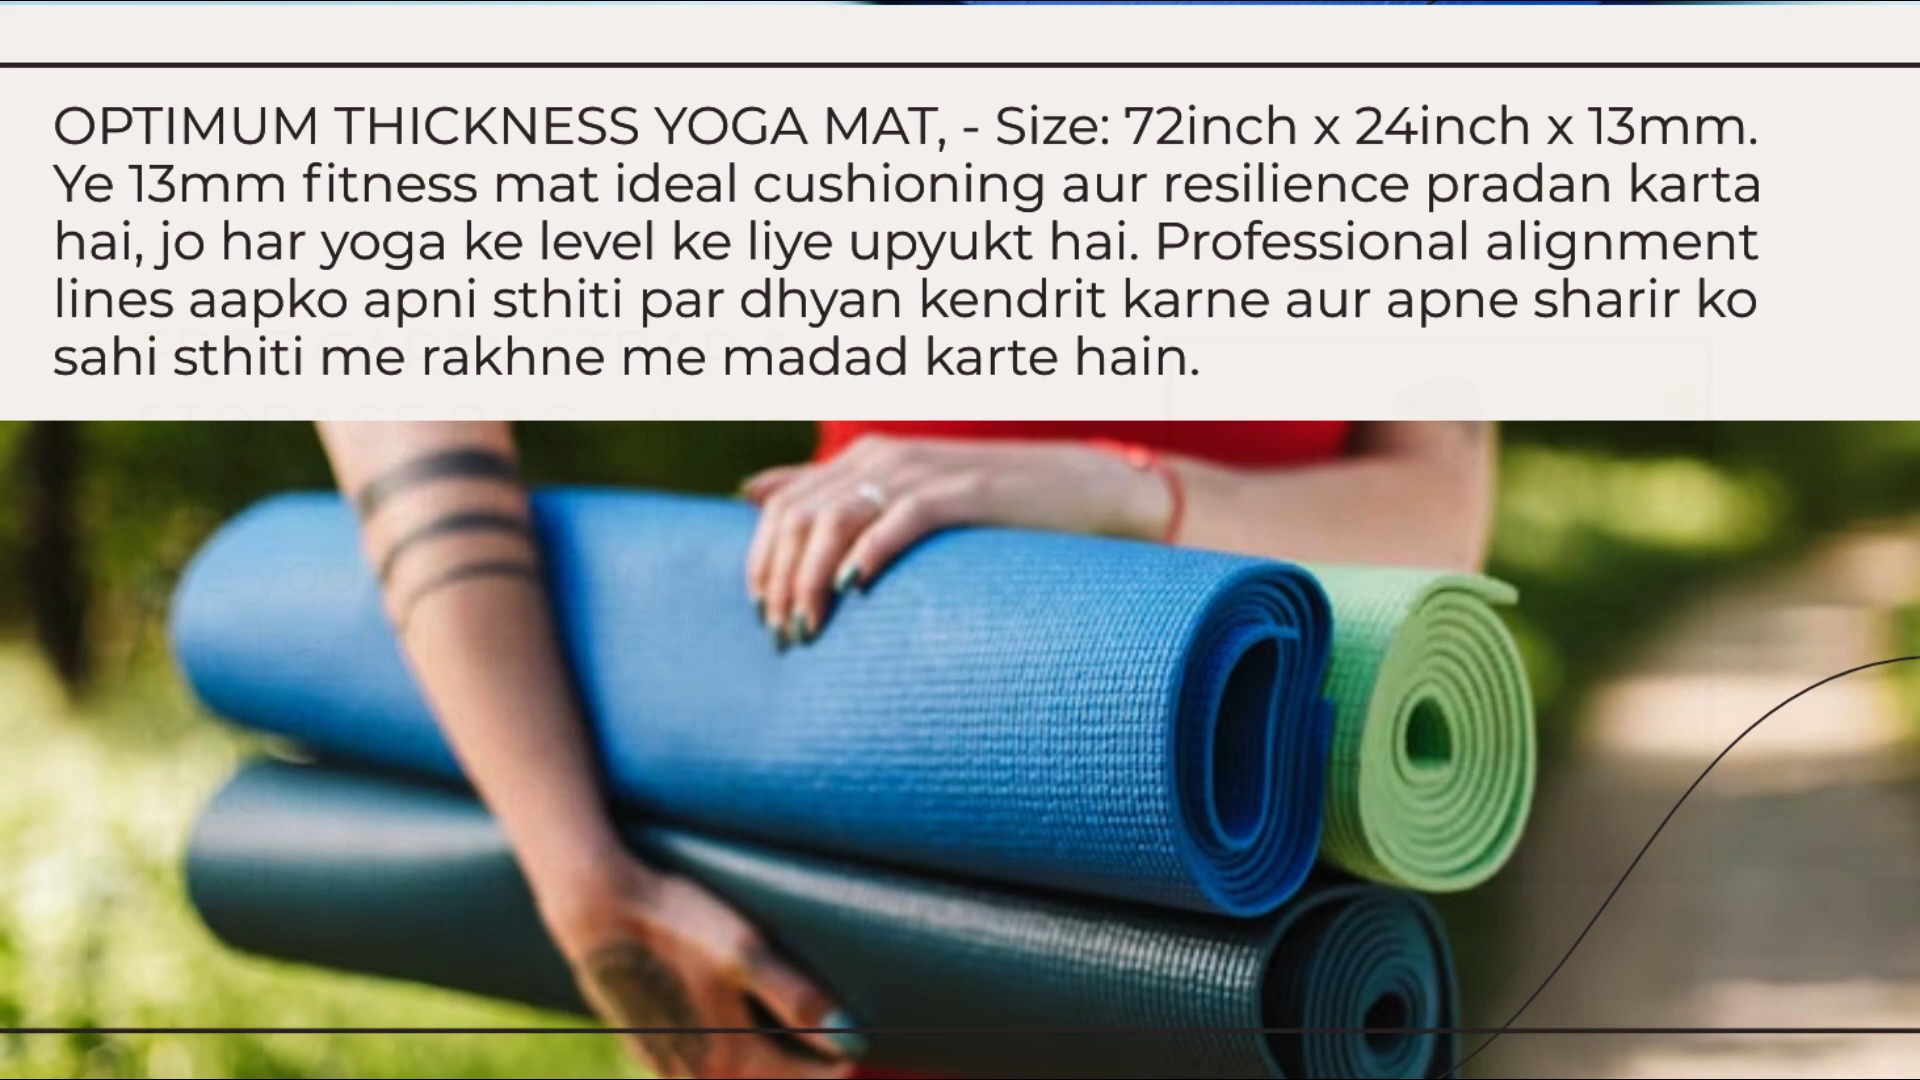 OPTIMUM THICKNESS YOGA MAT, - Size: 72inch x 24inch x 13mm.
Ye 13mm fitness mat ideal cushioning aur resilience pradan karta
hai, jo har yoga ke level ke liye upyukt hai. Professional alignment
lines aapko apni sthiti par dhyan kendrit karne aur apne sharir ko
sahi sthiti me rakhne me madad karte hain.